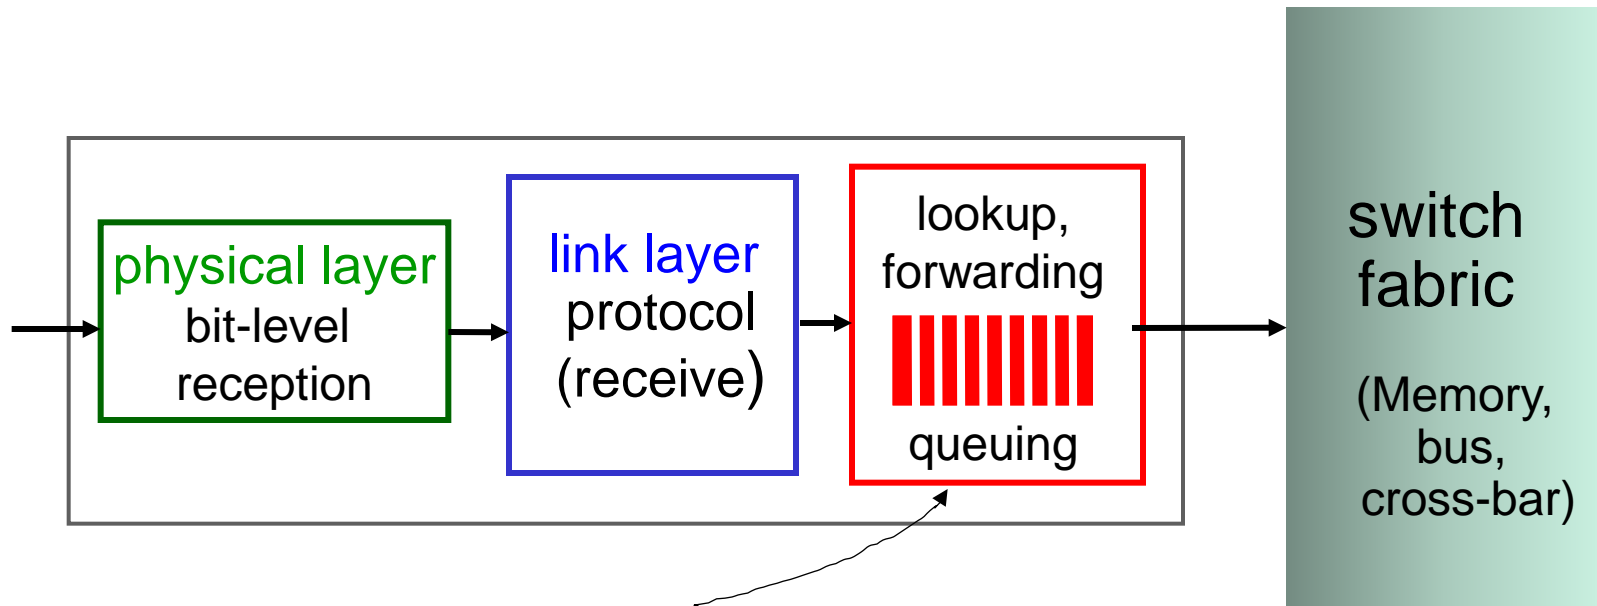 physical layer
bit-level
reception
link layer
protocol
(receive)
lookup,
forwarding
queuing
switch
fabric
(Memory,
bus,
cross-bar)